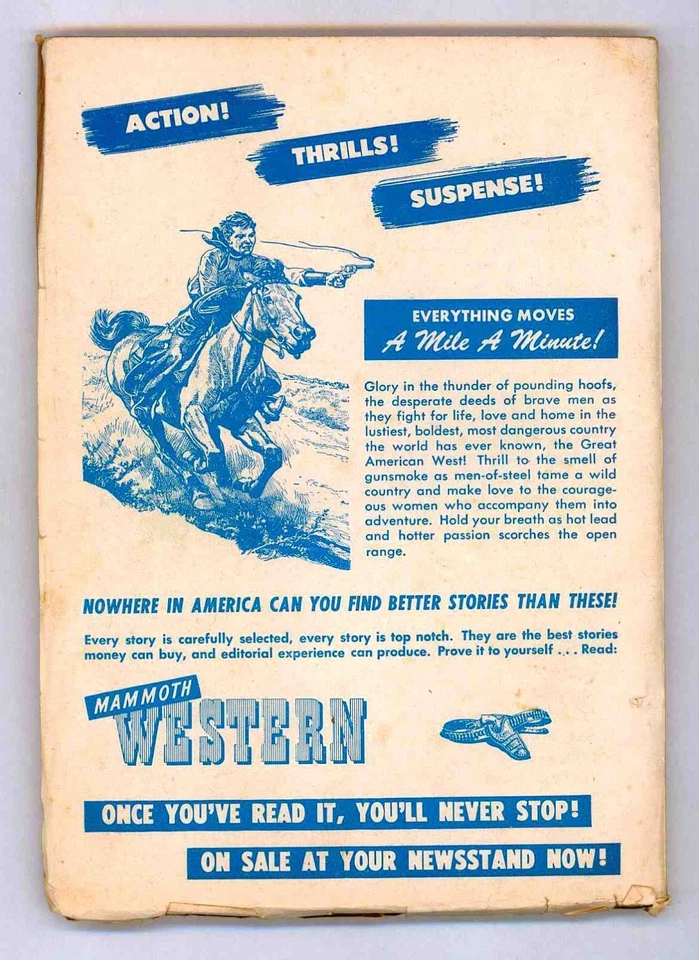 ACTION!
THRILLS!
SUSPENSE!
EVERYTHING MOVES
A Mile A Minute!
Glory in the thunder of pounding hoofs,
the desperate deeds of brave men as
they fight for life, love and home in the
lustiest, boldest, most dangerous country
the world has ever known, the Great
American West! Thrill to the smell of
gunsmoke as men-of-steel tame a wild
country and make love to the courage-
ous women who accompany them into
adventure. Hold your breath as hot lead
and hotter passion scorches the open
range.
NOWHERE IN AMERICA CAN YOU FIND BETTER STORIES THAN THESE!
Every story is carefully selected, every story is top notch. They are the best stories
money can buy, and editorial experience can produce. Prove it to yourself ... Read:
MAMMOTH
WESTERN
ONCE YOU'VE READ IT, YOU'LL NEVER STOP!
ON SALE AT YOUR NEWSSTAND NOW!